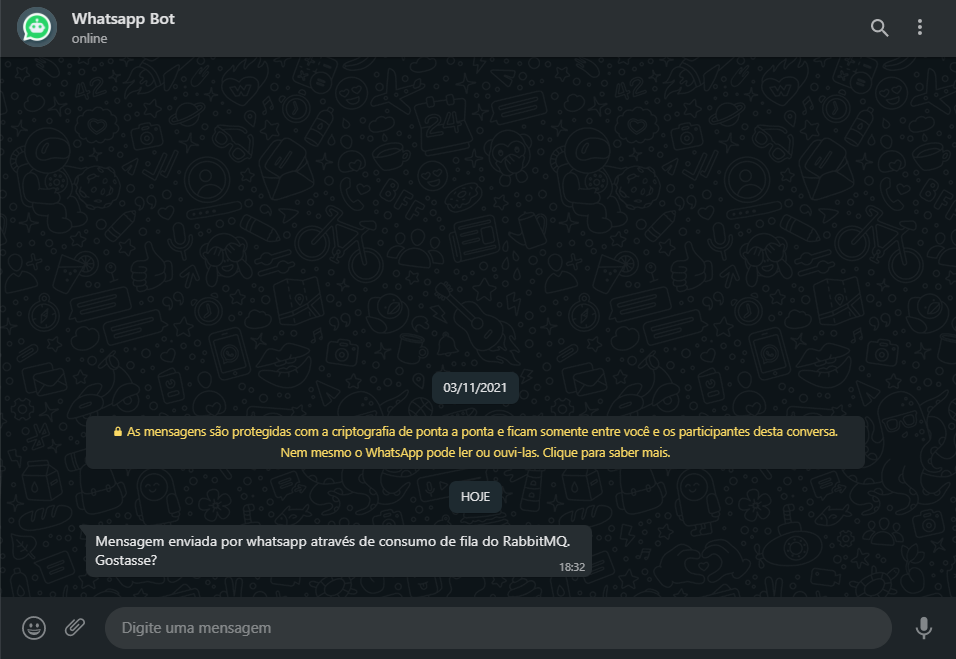 Whatsapp Bot
online
03/11/2021
As mensagens são protegidas com a criptografia de ponta a ponta e ficam somente entre você e os participantes desta conversa.
Nem mesmo o WhatsApp pode ler ou ouvi-las. Clique para saber mais.
HOJE
Mensagem enviada por whatsapp através de consumo de fila do RabbitMQ.
Gostasse?
18:32
Digite uma mensagem